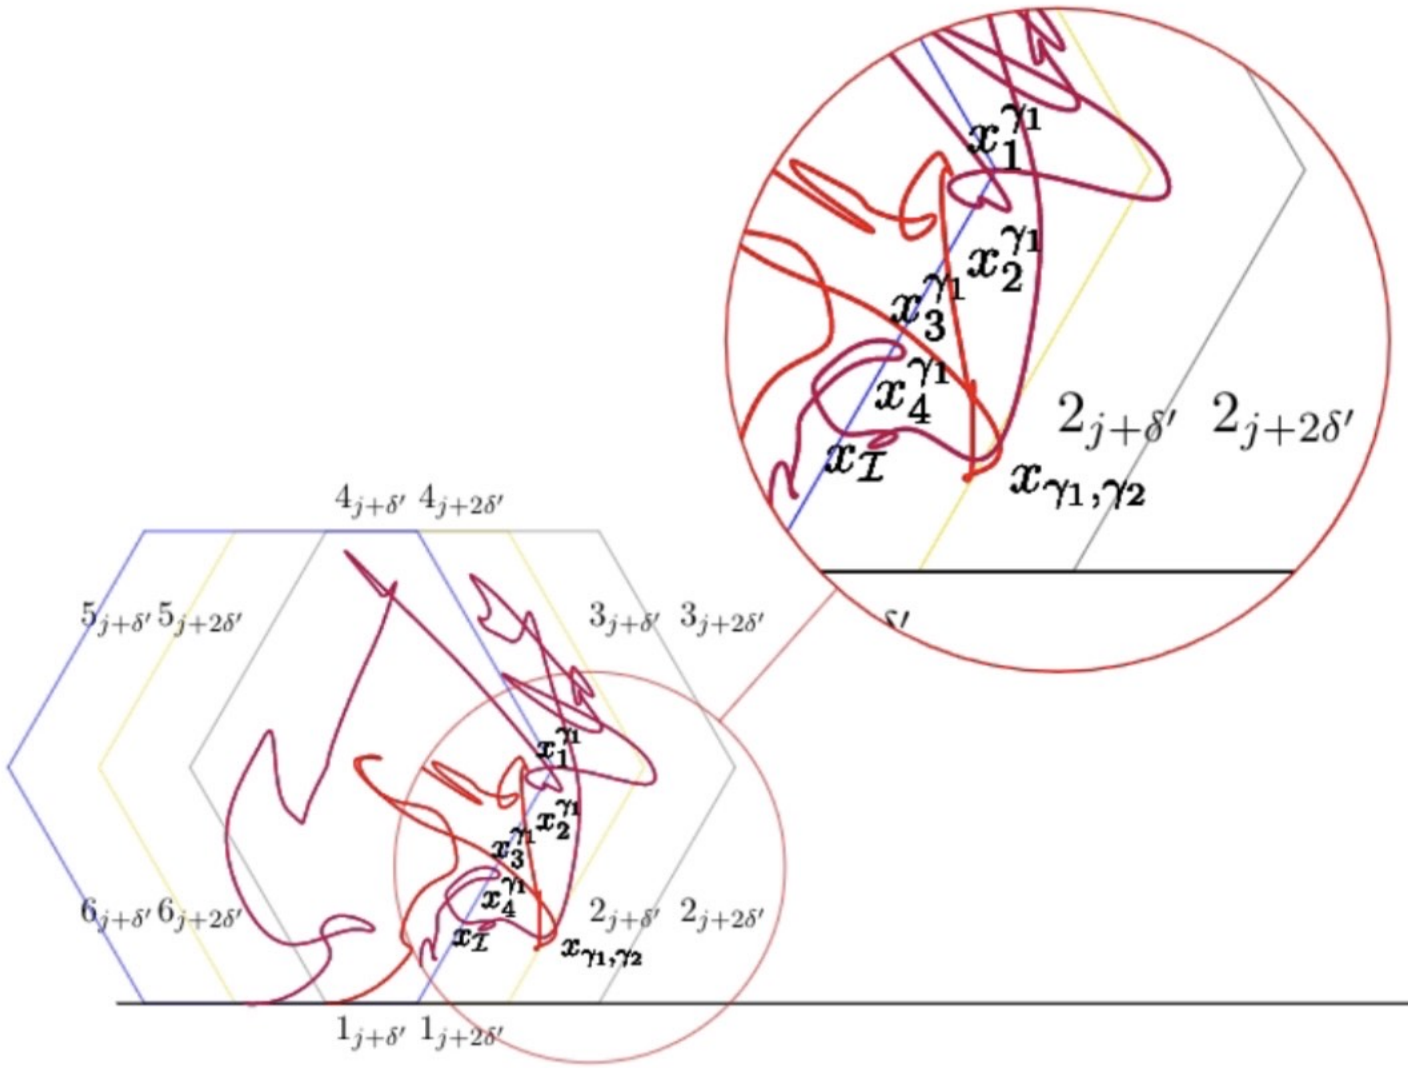 x_1^{γ_1}
x_2^{γ_1}
x_3^{γ_1}
x_4^{γ_1}
2_{j+δ'} 2_{j+2δ'}
x_ℐ
x_{γ_1,γ_2}
δ'
4_{j+δ'} 4_{j+2δ'}
5_{j+δ'} 5_{j+2δ'} 3_{j+δ'} 3_{j+2δ'}
x_1^{γ_1}
x_2^{γ_1}
x_3^{γ_1}
x_4^{γ_1}
6_{j+δ'} 6_{j+2δ'} 2_{j+δ'} 2_{j+2δ'}
x_ℐ
x_{γ_1,γ_2}
1_{j+δ'} 1_{j+2δ'}